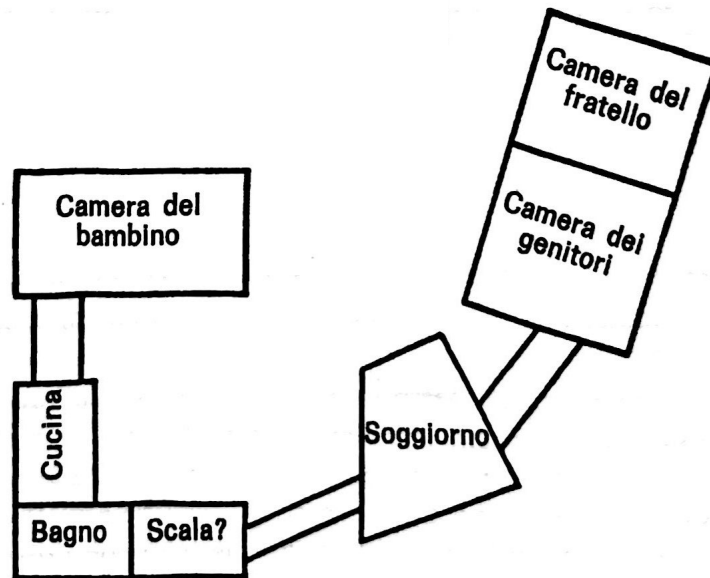 Camera del
fratello
Camera dei
genitori
Camera del
bambino
Soggiorno
Cucina
Bagno
Scala?